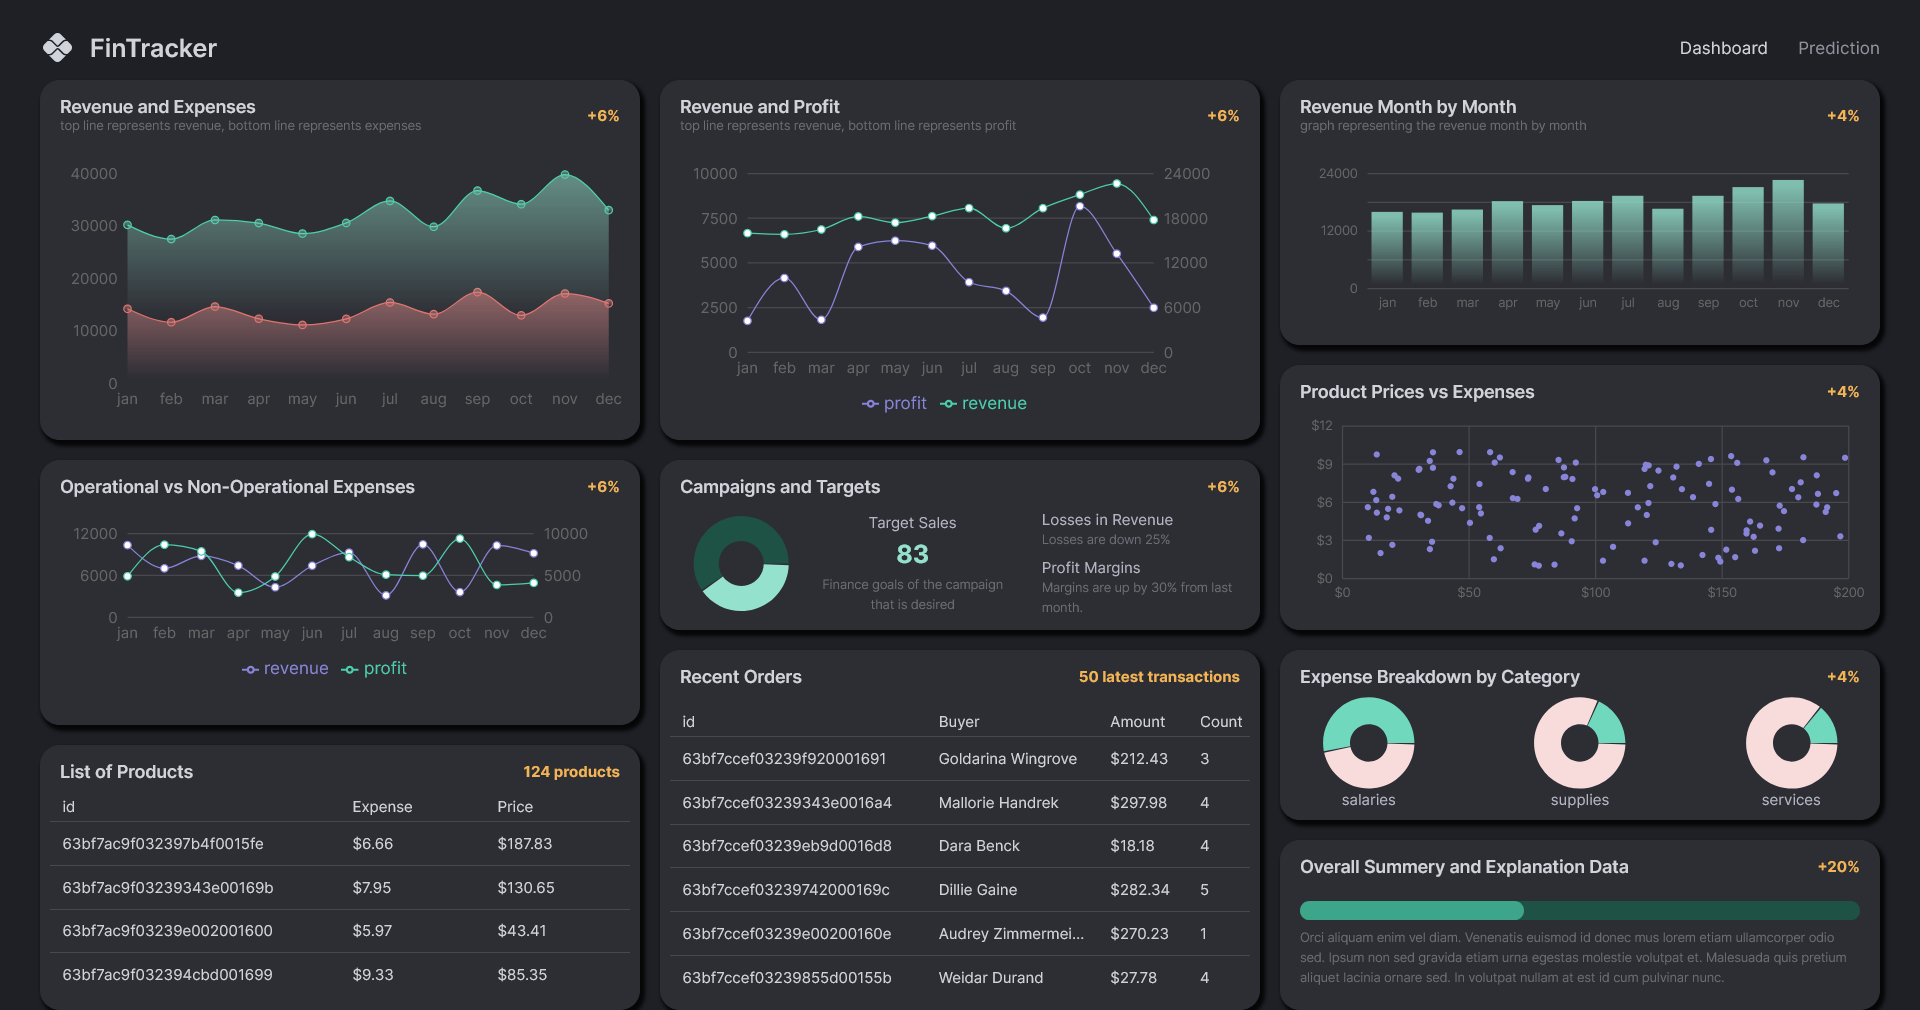 FinTracker
Dashboard Prediction
Revenue and Expenses
+6%
top line represents revenue, bottom line represents expenses
40000
30000
20000
10000
0
jan feb mar apr may jun jul aug sep oct nov dec
Operational vs Non-Operational Expenses
+6%
12000 10000
6000 5000
0 0
jan feb mar apr may jun jul aug sep oct nov dec
revenue profit
List of Products
124 products
id Expense Price
63bf7ac9f032397b4f0015fe $6.66 $187.83
63bf7ac9f03239343e00169b $7.95 $130.65
63bf7ac9f03239e002001600 $5.97 $43.41
63bf7ac9f032394cbd001699 $9.33 $85.35
Revenue and Profit
+6%
top line represents revenue, bottom line represents profit
10000 24000
7500 18000
5000 12000
2500 6000
0 0
jan feb mar apr may jun jul aug sep oct nov dec
profit revenue
Campaigns and Targets
+6%
Target Sales
83
Finance goals of the campaign
that is desired
Losses in Revenue
Losses are down 25%
Profit Margins
Margins are up by 30% from last
month.
Recent Orders
50 latest transactions
id Buyer Amount Count
63bf7ccef03239f920001691 Goldarina Wingrove $212.43 3
63bf7ccef03239343e0016a4 Mallorie Handrek $297.98 4
63bf7ccef03239eb9d0016d8 Dara Benck $18.18 4
63bf7ccef03239742000169c Dillie Gaine $282.34 5
63bf7ccef03239e00200160e Audrey Zimmermei... $270.23 1
63bf7ccef03239855d00155b Weidar Durand $27.78 4
Revenue Month by Month
+4%
graph representing the revenue month by month
24000
12000
0
jan feb mar apr may jun jul aug sep oct nov dec
Product Prices vs Expenses
+4%
$12
$9
$6
$3
$0
$0 $50 $100 $150 $200
Expense Breakdown by Category
+4%
salaries supplies services
Overall Summery and Explanation Data
+20%
Orci aliquam enim vel diam. Venenatis euismod id donec mus lorem etiam ullamcorper odio
sed. Ipsum non sed gravida etiam urna egestas molestie volutpat et. Malesuada quis pretium
aliquet lacinia ornare sed. In volutpat nullam at est id cum pulvinar nunc.